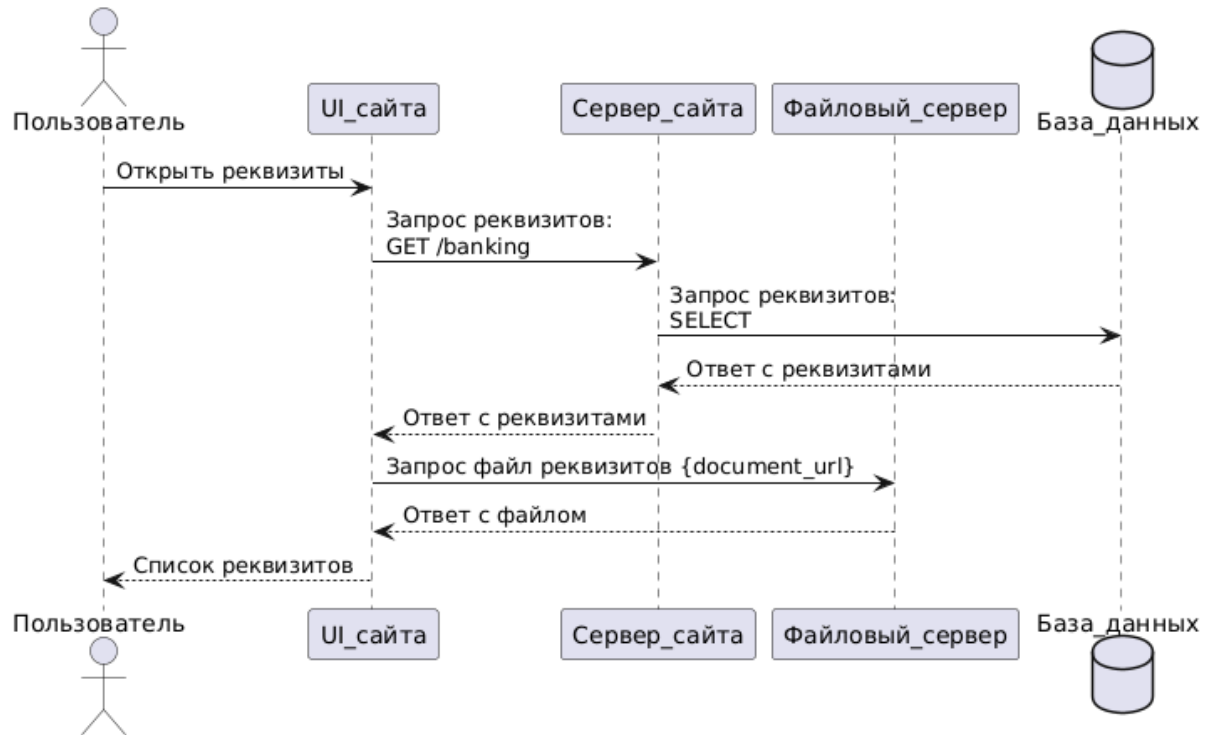 Пользователь
UI_сайта
Сервер_сайта
Файловый_сервер
База_данных
Открыть реквизиты
Запрос реквизитов:
GET /banking
Запрос реквизитов:
SELECT
Ответ с реквизитами
Ответ с реквизитами
Запрос файл реквизитов {document_url}
Ответ с файлом
Список реквизитов
Пользователь
UI_сайта
Сервер_сайта
Файловый_сервер
База_данных